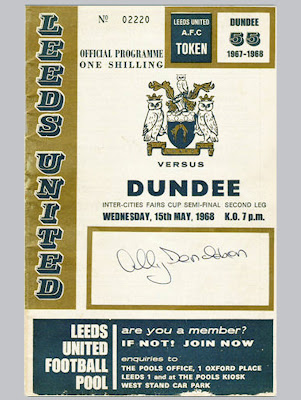 LEEDS UNITED
Nº 02220
OFFICIAL PROGRAMME
ONE SHILLING
LEEDS UNITED
A.F.C
TOKEN
DUNDEE
55
1967-1968
VERSUS
DUNDEE
INTER-CITIES FAIRS CUP SEMI-FINAL SECOND LEG
WEDNESDAY, 15th MAY, 1968 K.O. 7 p.m.
Ally Donaldson
LEEDS
UNITED
FOOTBALL
POOL
are you a member?
IF NOT! JOIN NOW
enquiries to
THE POOLS OFFICE, 1 OXFORD PLACE
LEEDS 1 and at THE POOLS KIOSK
WEST STAND CAR PARK